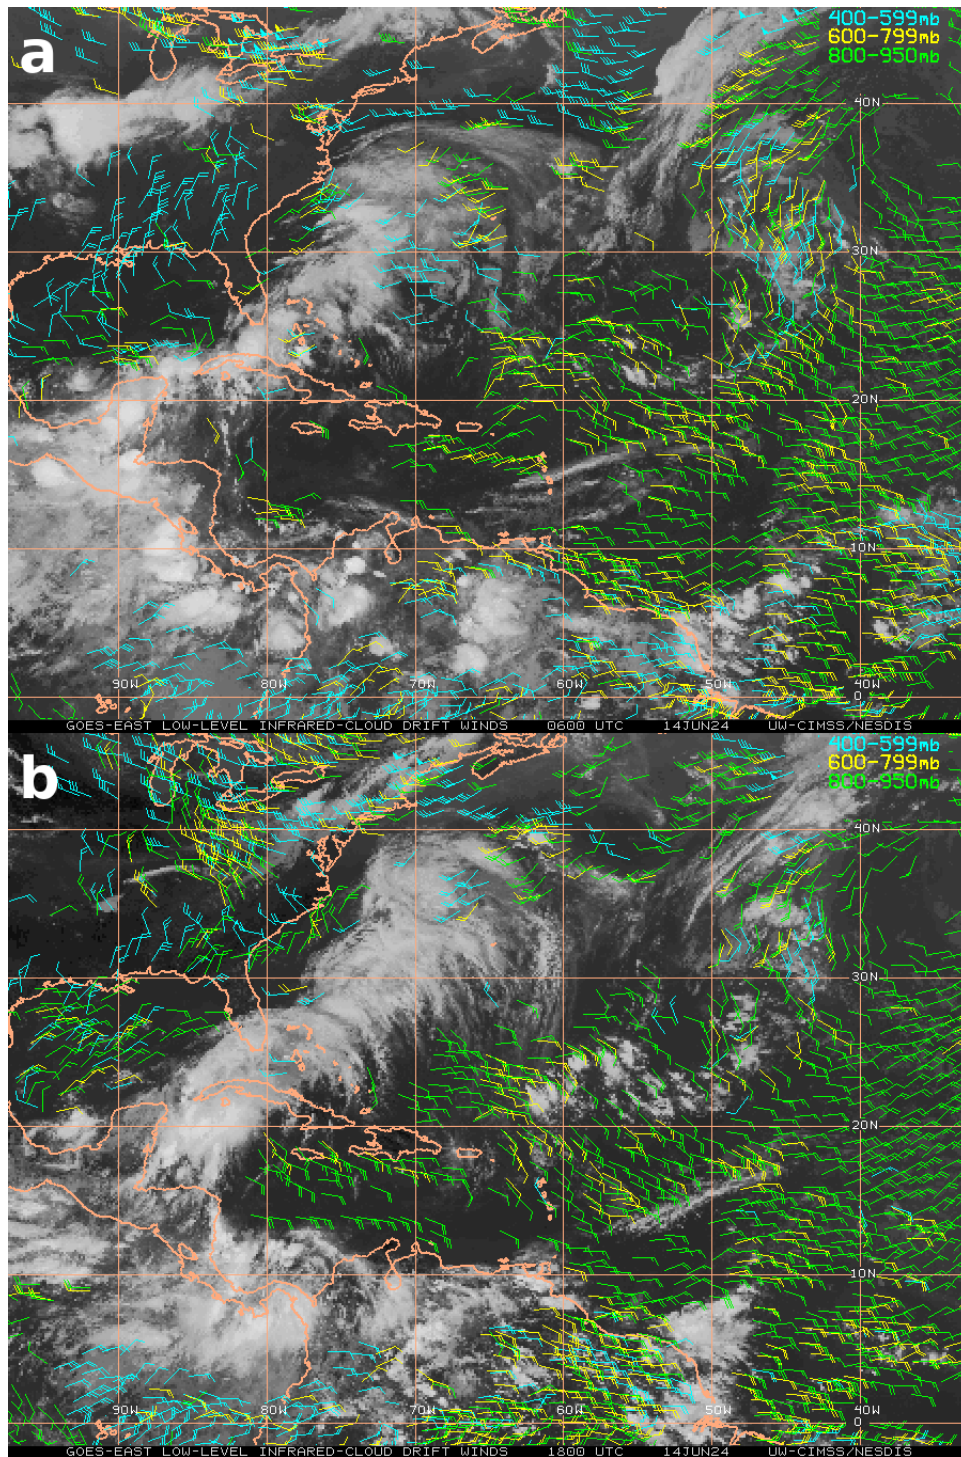 a
400-599mb
600-799mb
800-950mb
40N
30N
20N
10N
90W 80W 70W 60W 50W 40W
0
GOES-EAST LOW-LEVEL INFRARED-CLOUD DRIFT WINDS 0600 UTC 14JUN24 UW-CIMSS/NESDIS
b
400-599mb
600-799mb
800-950mb
40N
30N
20N
10N
90W 80W 70W 60W 50W 40W
0
GOES-EAST LOW-LEVEL INFRARED-CLOUD DRIFT WINDS 1800 UTC 14JUN24 UW-CIMSS/NESDIS